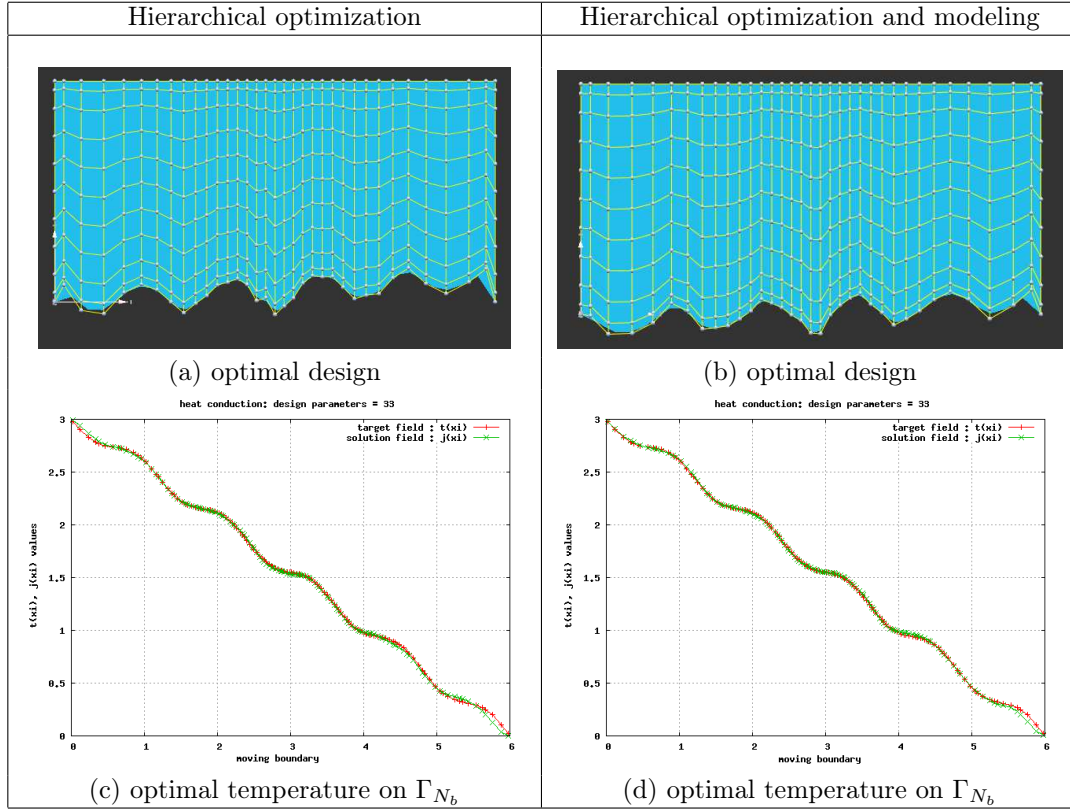 Hierarchical optimization
Hierarchical optimization and modeling
(a) optimal design
(b) optimal design
heat conduction: design parameters = 33
target field : t(xi)
solution field : j(xi)
t(xi), j(xi) values
3
2.5
2
1.5
1
0.5
0
0 1 2 3 4 5 6
moving boundary
heat conduction: design parameters = 33
target field : t(xi)
solution field : j(xi)
t(xi), j(xi) values
3
2.5
2
1.5
1
0.5
0
0 1 2 3 4 5 6
moving boundary
(c) optimal temperature on Γ_{N_b}
(d) optimal temperature on Γ_{N_b}